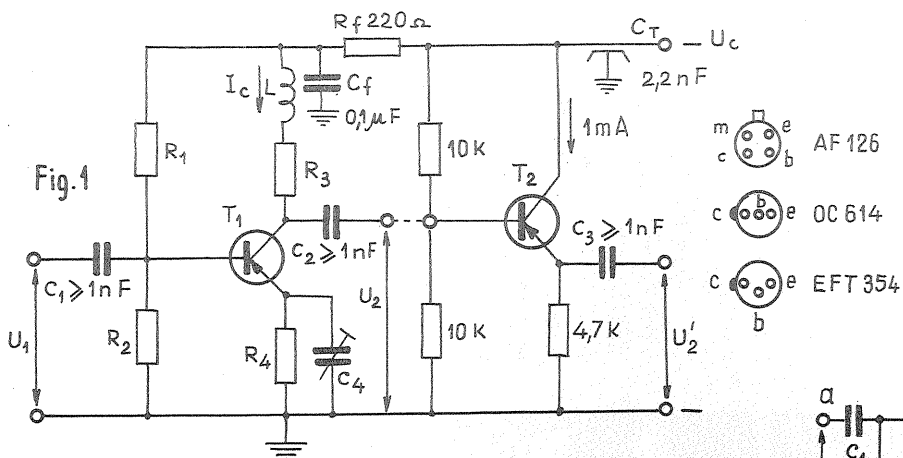 Rf 220 Ω
CT
— Uc
Ic
L
Cf
0,1 µF
2,2 nF
1 mA
m
e
c
b
AF 126
Fig. 1
R1
R3
10 K
T1
T2
c
b
e
OC 614
C1 ⩾ 1 nF
C2 ⩾ 1 nF
C3 ⩾ 1 nF
c
e
b
EFT 354
U1
R2
R4
C4
U2
10 K
4,7 K
U2'
a
C1